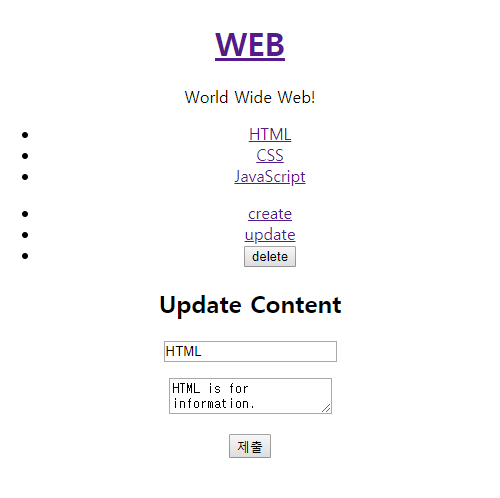 WEB
World Wide Web!
HTML
CSS
JavaScript
create
update
delete
Update Content
HTML
HTML is for
information.
제출